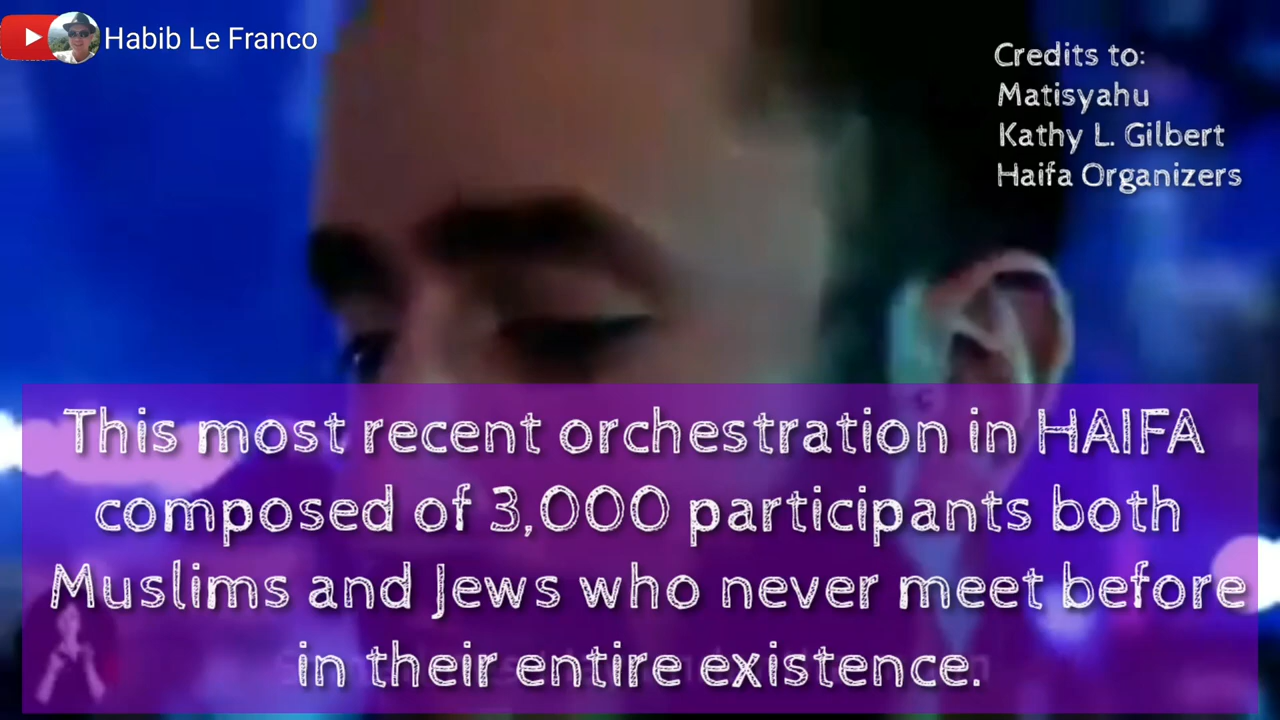 Habib Le Franco
Credits to:
Matisyahu
Kathy L. Gilbert
Haifa Organizers
This most recent orchestration in HAIFA
composed of 3,000 participants both
Muslims and Jews who never meet before
in their entire existence.